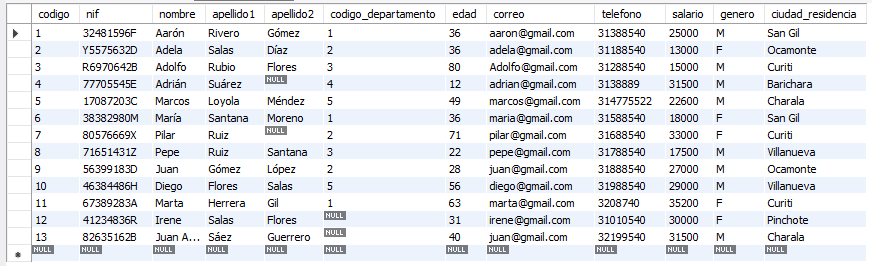 codigo nif nombre apellido1 apellido2 codigo_departamento edad correo telefono salario genero ciudad_residencia
1 32481596F Aarón Rivero Gómez 1 36 aaron@gmail.com 31388540 25000 M San Gil
2 Y5575632D Adela Salas Díaz 2 36 adela@gmail.com 31188540 13000 F Ocamonte
3 R6970642B Adolfo Rubio Flores 3 80 Adolfo@gmail.com 31288540 15000 M Curiti
4 77705545E Adrián Suárez NULL 4 12 adrian@gmail.com 3138889 31500 M Barichara
5 17087203C Marcos Loyola Méndez 5 49 marcos@gmail.com 314775522 22600 M Charala
6 38382980M María Santana Moreno 1 36 maria@gmail.com 31588540 18000 F San Gil
7 80576669X Pilar Ruiz NULL 2 71 pilar@gmail.com 31688540 33000 F Curiti
8 71651431Z Pepe Ruiz Santana 3 22 pepe@gmail.com 31788540 17500 M Villanueva
9 56399183D Juan Gómez López 2 28 juan@gmail.com 31888540 27000 M Ocamonte
10 46384486H Diego Flores Salas 5 56 diego@gmail.com 31988540 29000 M Villanueva
11 67389283A Marta Herrera Gil 1 63 marta@gmail.com 3208740 35200 F Curiti
12 41234836R Irene Salas Flores NULL 31 irene@gmail.com 31010540 30000 F Pinchote
13 82635162B Juan A... Sáez Guerrero NULL 40 juan@gmail.com 32199540 31500 M Charala
NULL NULL NULL NULL NULL NULL NULL NULL NULL NULL NULL NULL